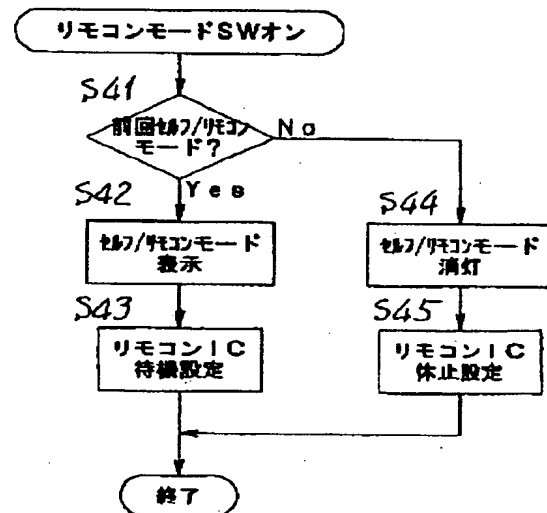 リモコンモードSWオン
S41
前回セルフ/リモコン
モード?
No
Yes
S42
セルフ/リモコンモード
表示
S44
セルフ/リモコンモード
消灯
S43
リモコンIC
待機設定
S45
リモコンIC
休止設定
終了